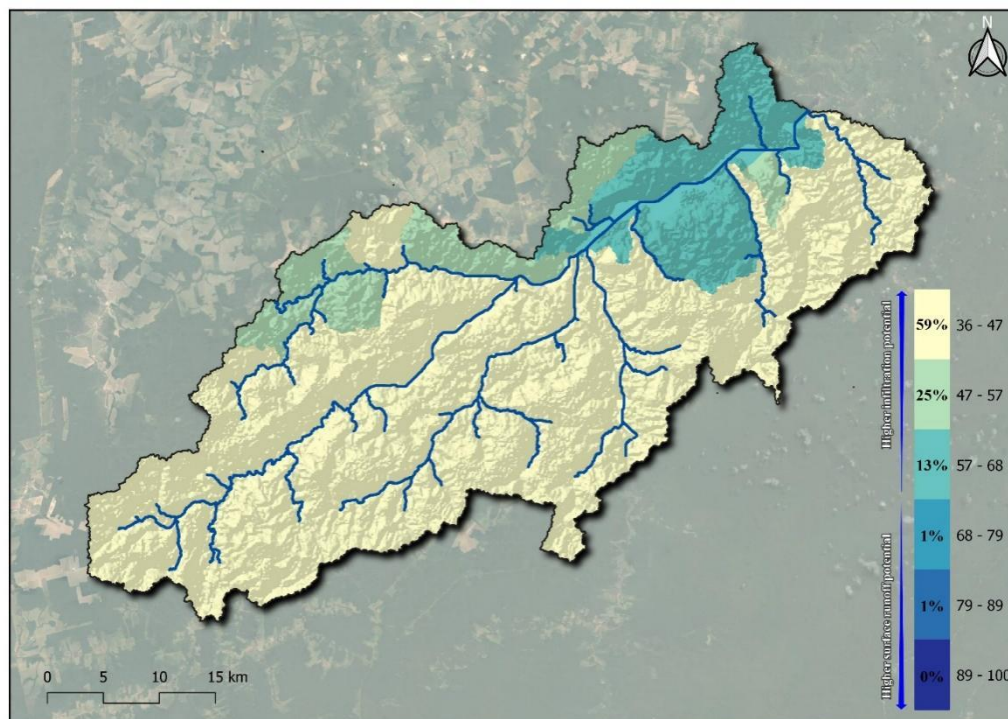 N
Higher infiltration potential
Higher surface runoff potential
59% 36 - 47
25% 47 - 57
13% 57 - 68
1% 68 - 79
1% 79 - 89
0% 89 - 100
0 5 10 15 km